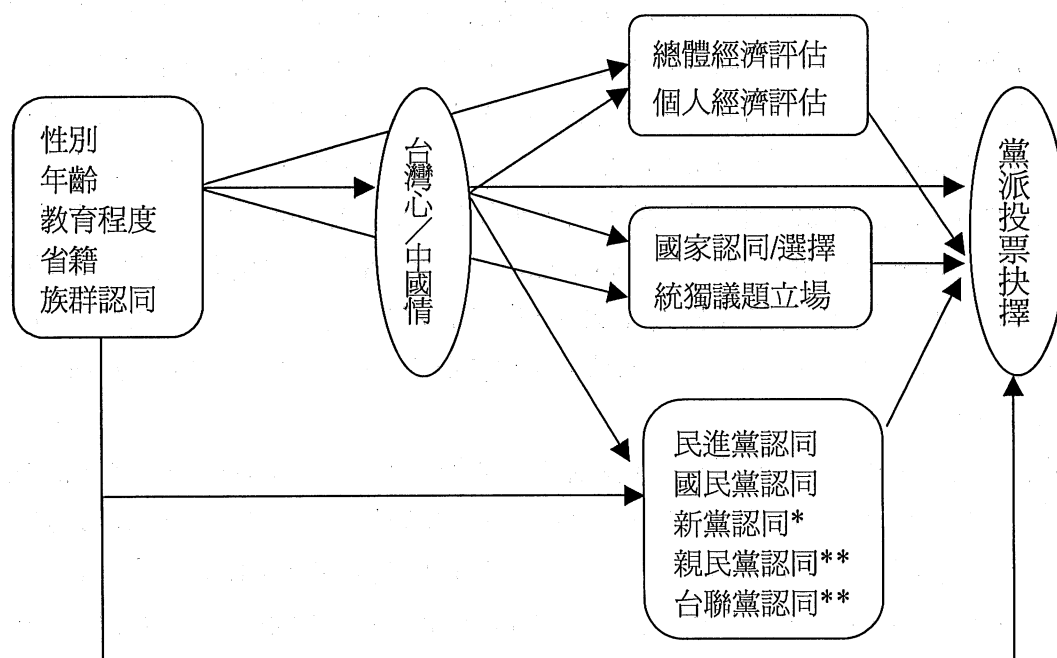 性別
年齡
教育程度
省籍
族群認同
台灣心／中國情
總體經濟評估
個人經濟評估
國家認同/選擇
統獨議題立場
民進黨認同
國民黨認同
新黨認同*
親民黨認同**
台聯黨認同**
黨派投票抉擇